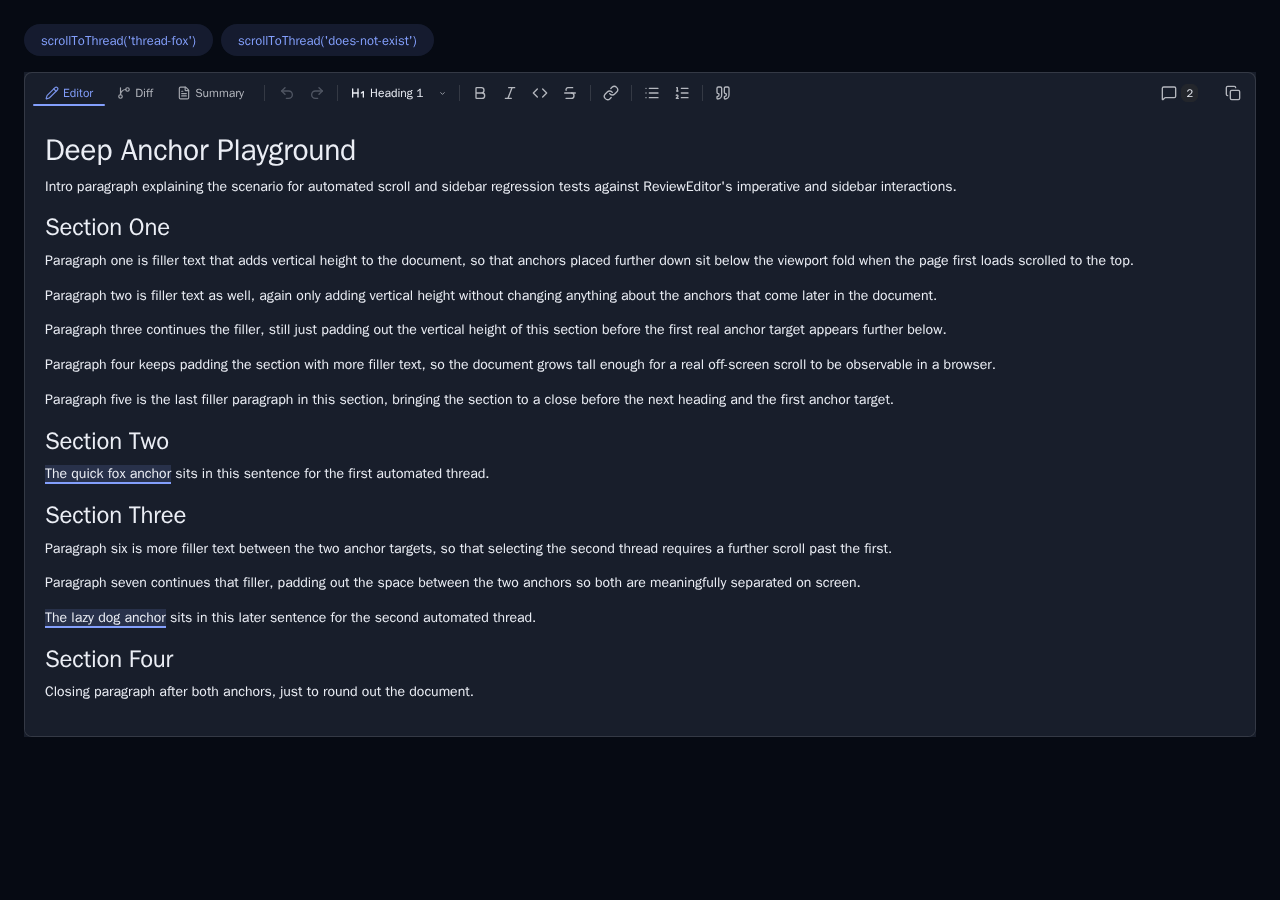 scrollToThread('thread-fox') scrollToThread('does-not-exist')
Editor Diff Summary H1 Heading 1 B I S 2
Deep Anchor Playground
Intro paragraph explaining the scenario for automated scroll and sidebar regression tests against ReviewEditor's imperative and sidebar interactions.
Section One
Paragraph one is filler text that adds vertical height to the document, so that anchors placed further down sit below the viewport fold when the page first loads scrolled to the top.
Paragraph two is filler text as well, again only adding vertical height without changing anything about the anchors that come later in the document.
Paragraph three continues the filler, still just padding out the vertical height of this section before the first real anchor target appears further below.
Paragraph four keeps padding the section with more filler text, so the document grows tall enough for a real off-screen scroll to be observable in a browser.
Paragraph five is the last filler paragraph in this section, bringing the section to a close before the next heading and the first anchor target.
Section Two
The quick fox anchor sits in this sentence for the first automated thread.
Section Three
Paragraph six is more filler text between the two anchor targets, so that selecting the second thread requires a further scroll past the first.
Paragraph seven continues that filler, padding out the space between the two anchors so both are meaningfully separated on screen.
The lazy dog anchor sits in this later sentence for the second automated thread.
Section Four
Closing paragraph after both anchors, just to round out the document.